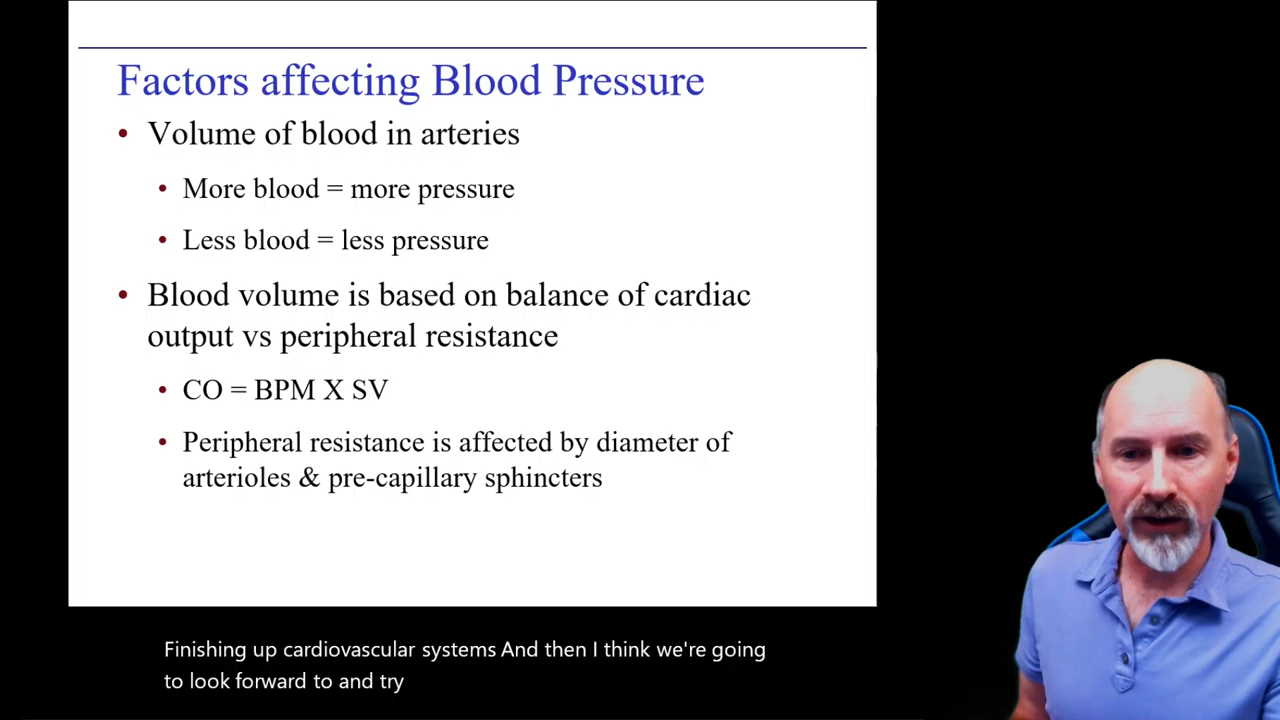 Factors affecting Blood Pressure
• Volume of blood in arteries
• More blood = more pressure
• Less blood = less pressure
• Blood volume is based on balance of cardiac
output vs peripheral resistance
• CO = BPM X SV
• Peripheral resistance is affected by diameter of
arterioles & pre-capillary sphincters
Finishing up cardiovascular systems And then I think we're going
to look forward to and try